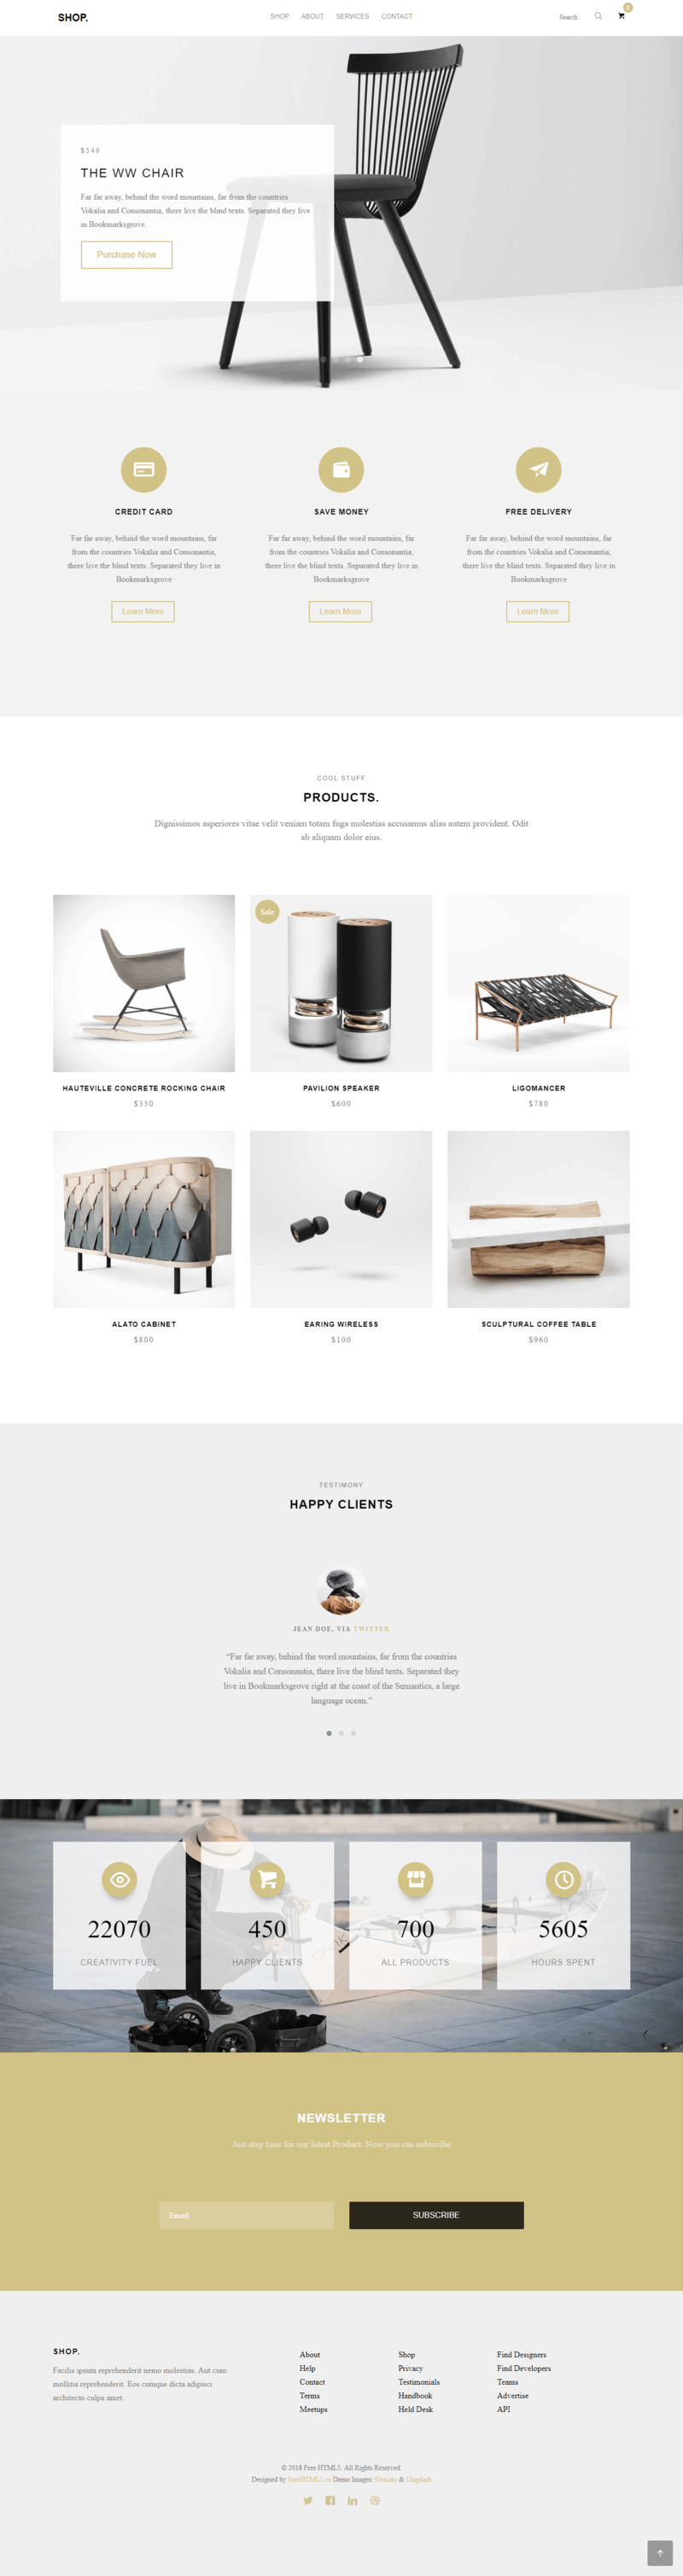 SHOP.
SHOP ABOUT SERVICES CONTACT
Search..
0
$540
THE WW CHAIR
Far far away, behind the word mountains, far from the countries
Vokalia and Consonantia, there live the blind texts. Separated they live
in Bookmarksgrove.
Purchase Now
CREDIT CARD
Far far away, behind the word mountains, far
from the countries Vokalia and Consonantia,
there live the blind texts. Separated they live in
Bookmarksgrove
Learn More
SAVE MONEY
Far far away, behind the word mountains, far
from the countries Vokalia and Consonantia,
there live the blind texts. Separated they live in
Bookmarksgrove
Learn More
FREE DELIVERY
Far far away, behind the word mountains, far
from the countries Vokalia and Consonantia,
there live the blind texts. Separated they live in
Bookmarksgrove
Learn More
COOL STUFF
PRODUCTS.
Dignissimos asperiores vitae velit veniam totam fuga molestias accusamus alias autem provident. Odit
ab aliquam dolor eius.
Sale
HAUTEVILLE CONCRETE ROCKING CHAIR
$350
PAVILION SPEAKER
$600
LIGOMANCER
$780
ALATO CABINET
$800
EARING WIRELESS
$100
SCULPTURAL COFFEE TABLE
$960
TESTIMONY
HAPPY CLIENTS
JEAN DOE, VIA TWITTER
“Far far away, behind the word mountains, far from the countries
Vokalia and Consonantia, there live the blind texts. Separated they
live in Bookmarksgrove right at the coast of the Semantics, a large
language ocean.”
22070
CREATIVITY FUEL
450
HAPPY CLIENTS
700
ALL PRODUCTS
5605
HOURS SPENT
NEWSLETTER
Just stay tune for our latest Product. Now you can subscribe
Email
SUBSCRIBE
SHOP.
Facilis ipsum reprehenderit nemo molestias. Aut cum
mollitia reprehenderit. Eos cumque dicta adipisci
architecto culpa amet.
About
Help
Contact
Terms
Meetups
Shop
Privacy
Testimonials
Handbook
Held Desk
Find Designers
Find Developers
Teams
Advertise
API
© 2018 Free HTML5. All Rights Reserved.
Designed by FreeHTML5.co Demo Images: Gessato & Unsplash